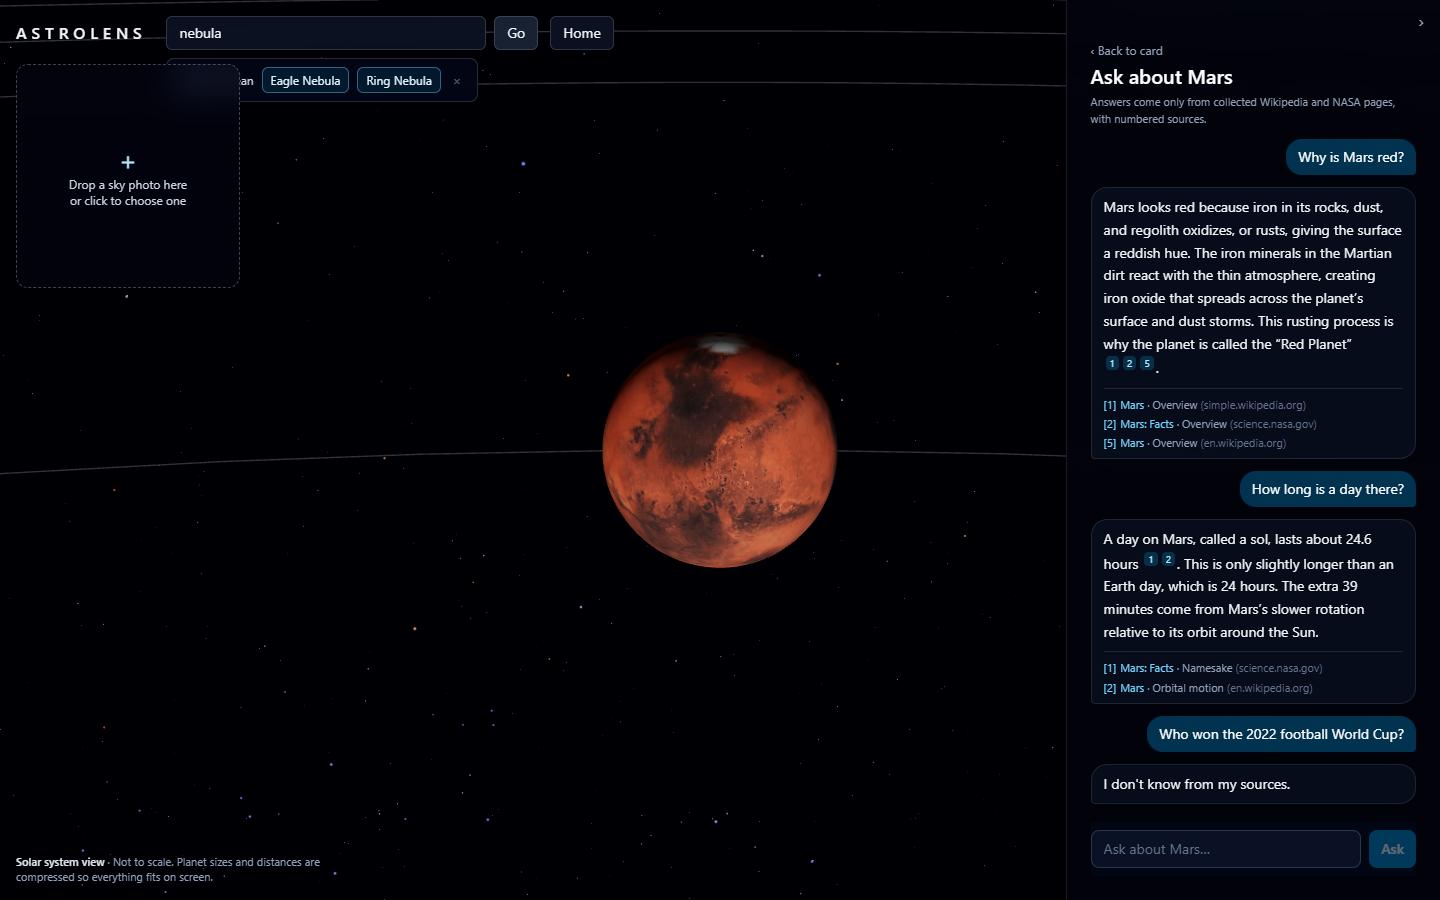 ASTROLENS
nebula
Go
Home
Eagle Nebula
Ring Nebula
×
+
Drop a sky photo here
or click to choose one
Solar system view · Not to scale. Planet sizes and distances are
compressed so everything fits on screen.
›
‹ Back to card
Ask about Mars
Answers come only from collected Wikipedia and NASA pages,
with numbered sources.
Why is Mars red?
Mars looks red because iron in its rocks, dust,
and regolith oxidizes, or rusts, giving the surface
a reddish hue. The iron minerals in the Martian
dirt react with the thin atmosphere, creating
iron oxide that spreads across the planet’s
surface and dust storms. This rusting process is
why the planet is called the “Red Planet”
1 2 5 .
[1] Mars · Overview (simple.wikipedia.org)
[2] Mars: Facts · Overview (science.nasa.gov)
[5] Mars · Overview (en.wikipedia.org)
How long is a day there?
A day on Mars, called a sol, lasts about 24.6
hours 1 2 . This is only slightly longer than an
Earth day, which is 24 hours. The extra 39
minutes come from Mars’s slower rotation
relative to its orbit around the Sun.
[1] Mars: Facts · Namesake (science.nasa.gov)
[2] Mars · Orbital motion (en.wikipedia.org)
Who won the 2022 football World Cup?
I don't know from my sources.
Ask about Mars...
Ask